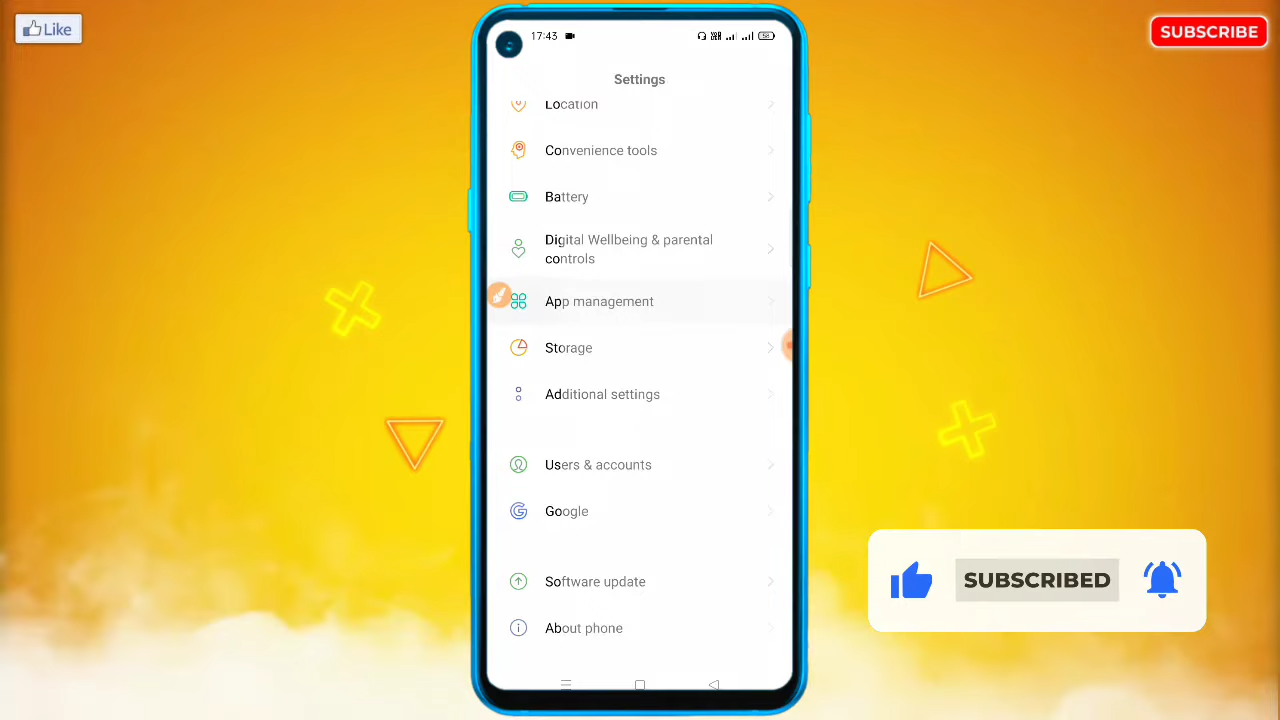 Like
SUBSCRIBE
17:43
Settings
Location
Convenience tools
Battery
Digital Wellbeing & parental
controls
App management
Storage
Additional settings
Users & accounts
Google
Software update
About phone
SUBSCRIBED